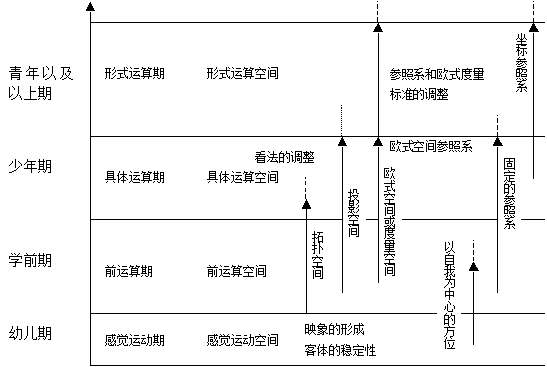 青年以及
以上期
形式运算期
形式运算空间
参照系和欧式度量
标准的调整
坐标参照系
少年期
看法的调整
欧式空间参照系
具体运算期
具体运算空间
拓扑空间
投影空间
欧式空间或度量空间
固定的参照系
学前期
前运算期
前运算空间
以自我为中心的方位
幼儿期
感觉运动期
感觉运动空间
映象的形成
客体的稳定性